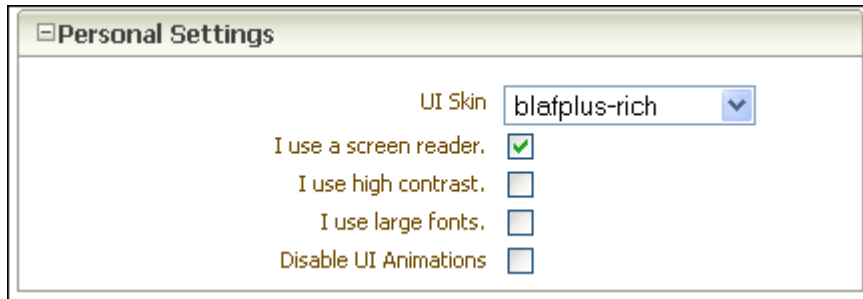 Personal Settings
UI Skin blafplus-rich
I use a screen reader.
I use high contrast.
I use large fonts.
Disable UI Animations